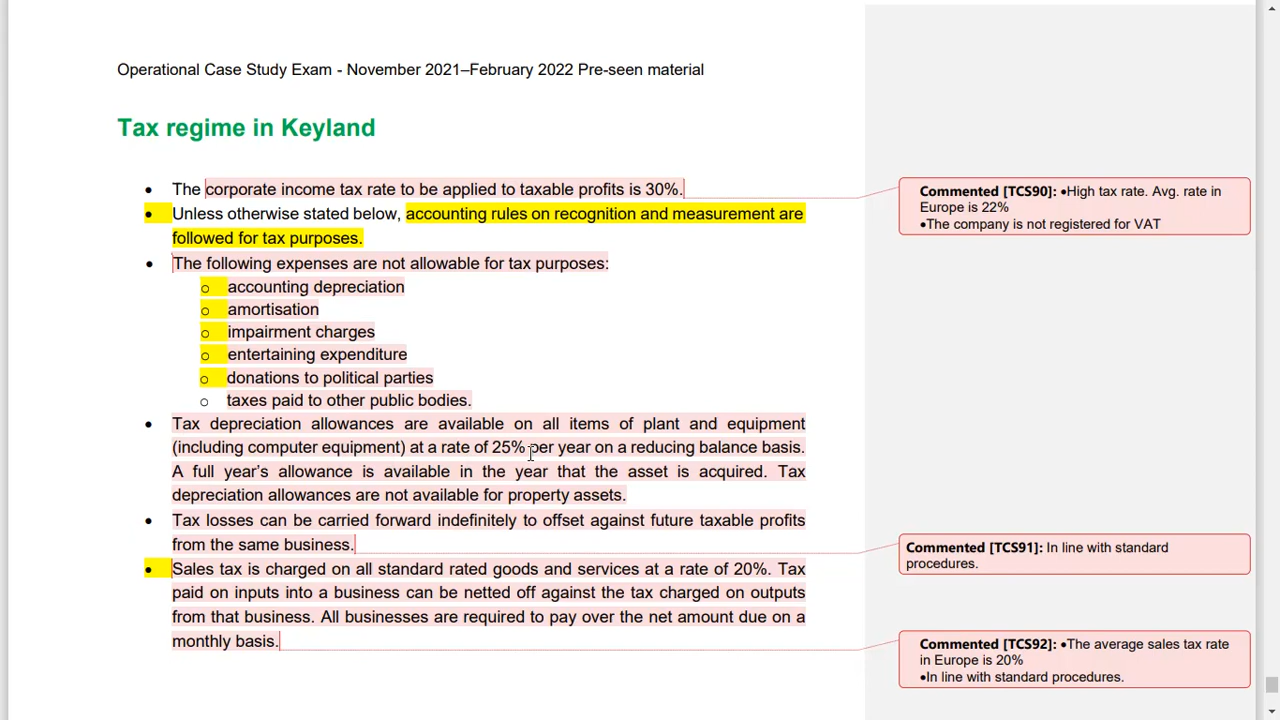 Operational Case Study Exam - November 2021–February 2022 Pre-seen material
Tax regime in Keyland
• The corporate income tax rate to be applied to taxable profits is 30%.
• Unless otherwise stated below, accounting rules on recognition and measurement are
followed for tax purposes.
• The following expenses are not allowable for tax purposes:
o accounting depreciation
o amortisation
o impairment charges
o entertaining expenditure
o donations to political parties
o taxes paid to other public bodies.
• Tax depreciation allowances are available on all items of plant and equipment
(including computer equipment) at a rate of 25% per year on a reducing balance basis.
A full year’s allowance is available in the year that the asset is acquired. Tax
depreciation allowances are not available for property assets.
• Tax losses can be carried forward indefinitely to offset against future taxable profits
from the same business.
• Sales tax is charged on all standard rated goods and services at a rate of 20%. Tax
paid on inputs into a business can be netted off against the tax charged on outputs
from that business. All businesses are required to pay over the net amount due on a
monthly basis.
Commented [TCS90]: •High tax rate. Avg. rate in
Europe is 22%
•The company is not registered for VAT
Commented [TCS91]: In line with standard
procedures.
Commented [TCS92]: •The average sales tax rate
in Europe is 20%
•In line with standard procedures.